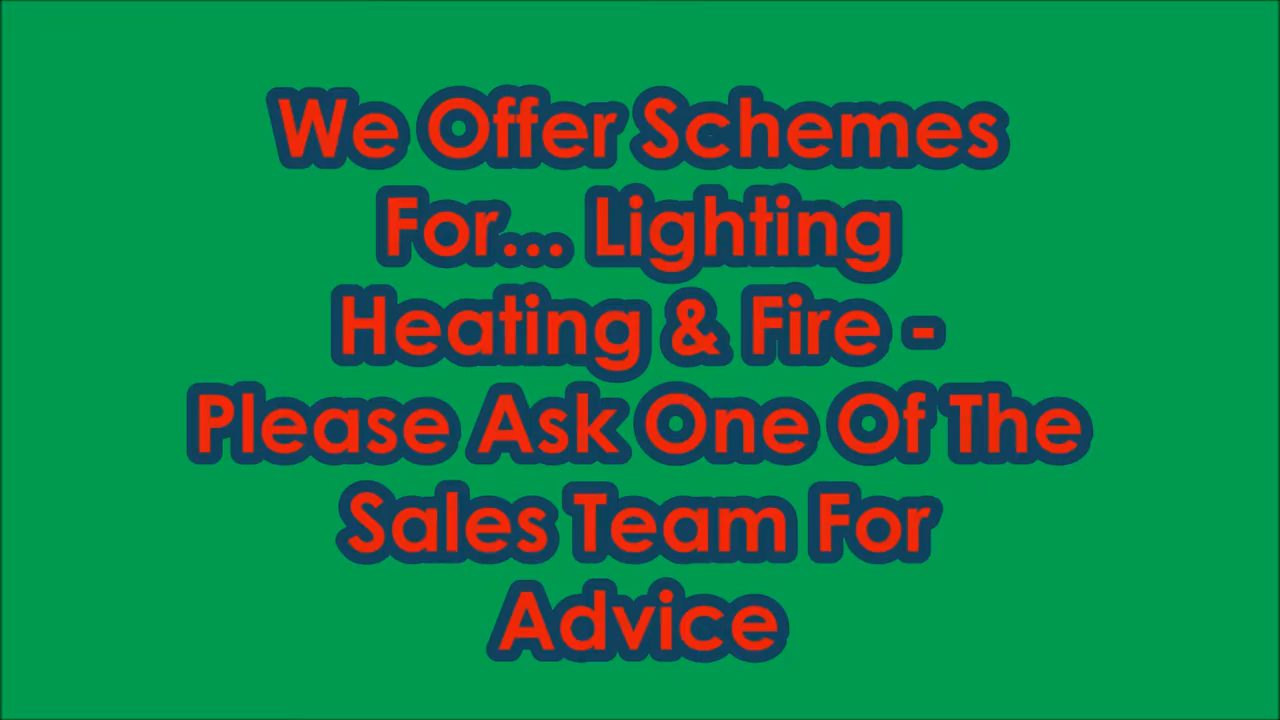 We Offer Schemes
For... Lighting
Heating & Fire -
Please Ask One Of The
Sales Team For
Advice